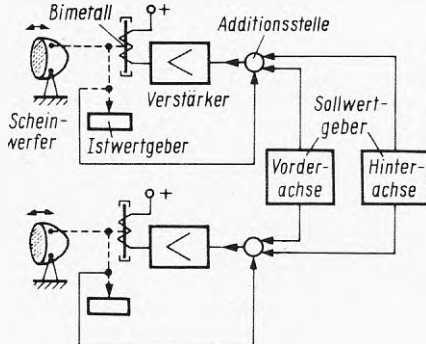 Bimetall
+
Additionsstelle
Verstärker
Sollwert-
geber
Schein-
werfer
Istwertgeber
Vorder-
achse
Hinter-
achse
+